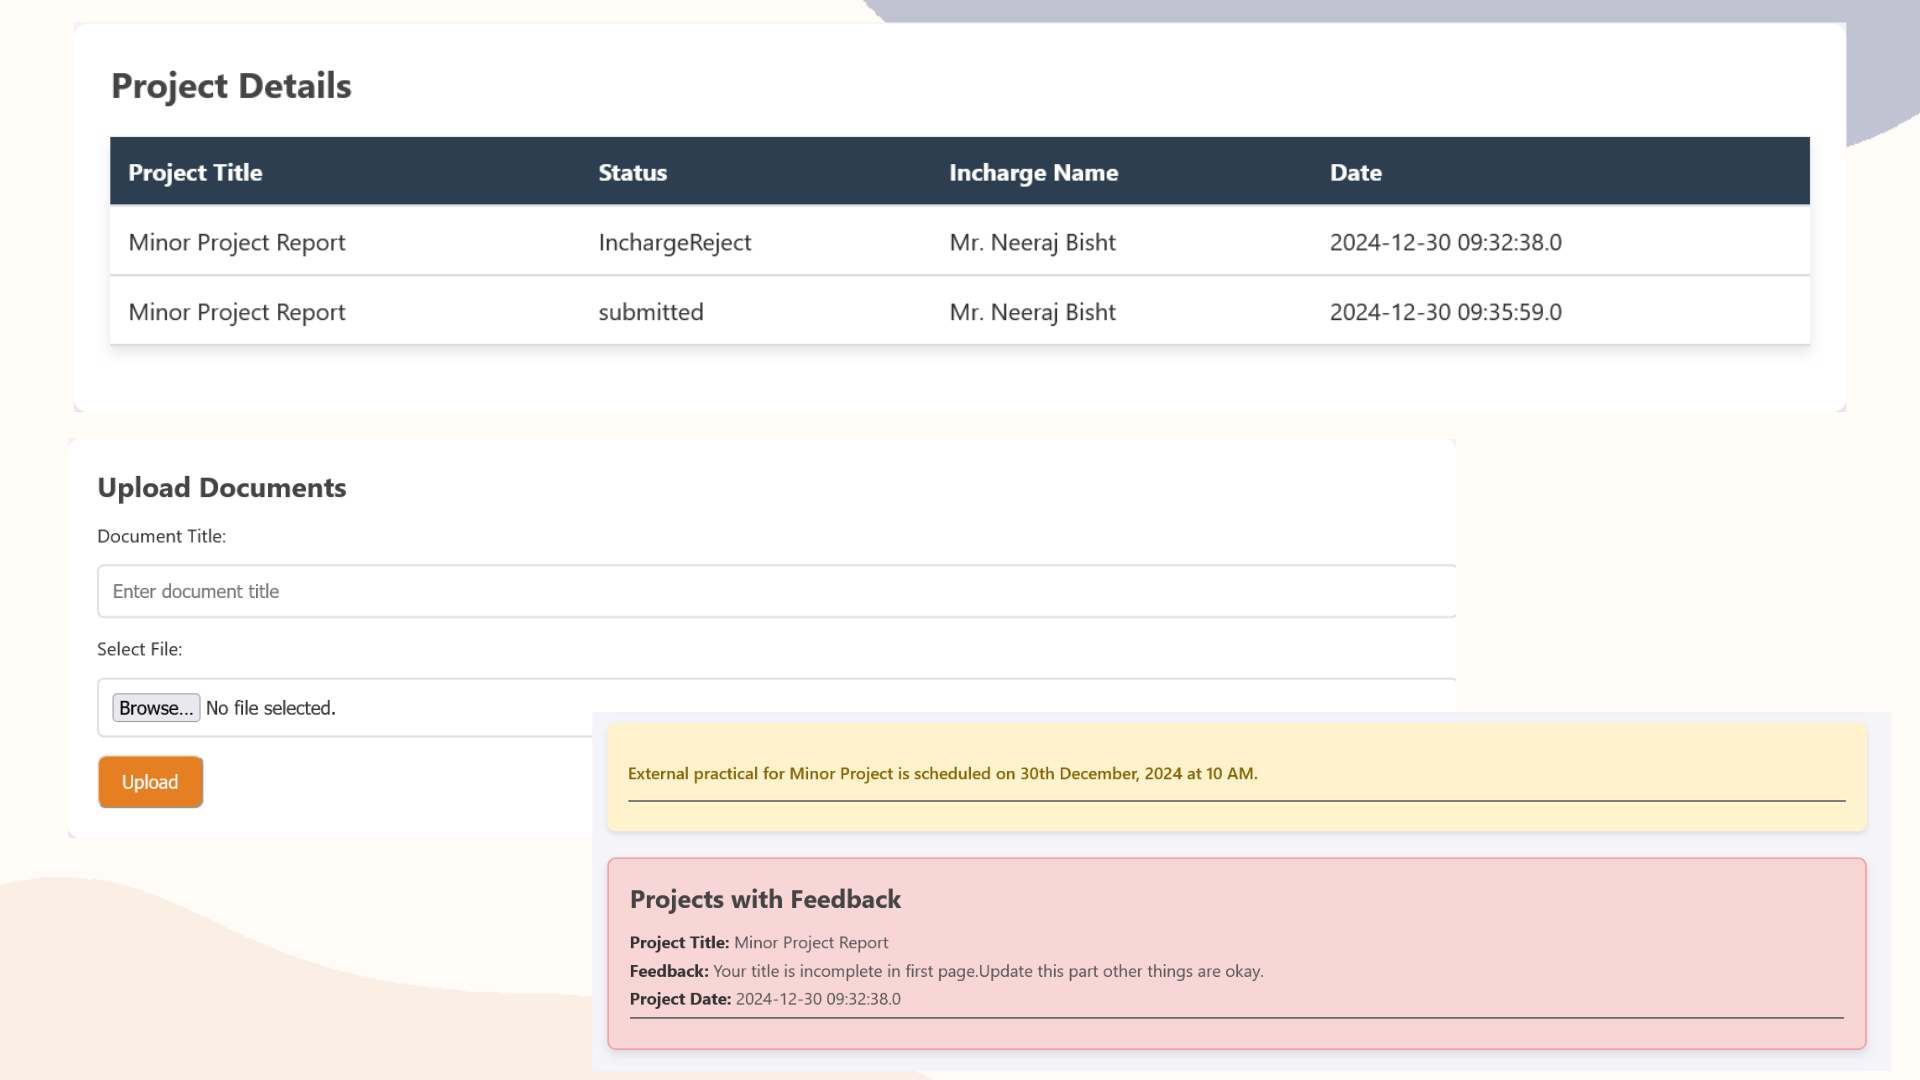 Project Details
Project Title Status Incharge Name Date
Minor Project Report InchargeReject Mr. Neeraj Bisht 2024-12-30 09:32:38.0
Minor Project Report submitted Mr. Neeraj Bisht 2024-12-30 09:35:59.0
Upload Documents
Document Title:
Enter document title
Select File:
Browse... No file selected.
Upload
External practical for Minor Project is scheduled on 30th December, 2024 at 10 AM.
Projects with Feedback
Project Title: Minor Project Report
Feedback: Your title is incomplete in first page.Update this part other things are okay.
Project Date: 2024-12-30 09:32:38.0